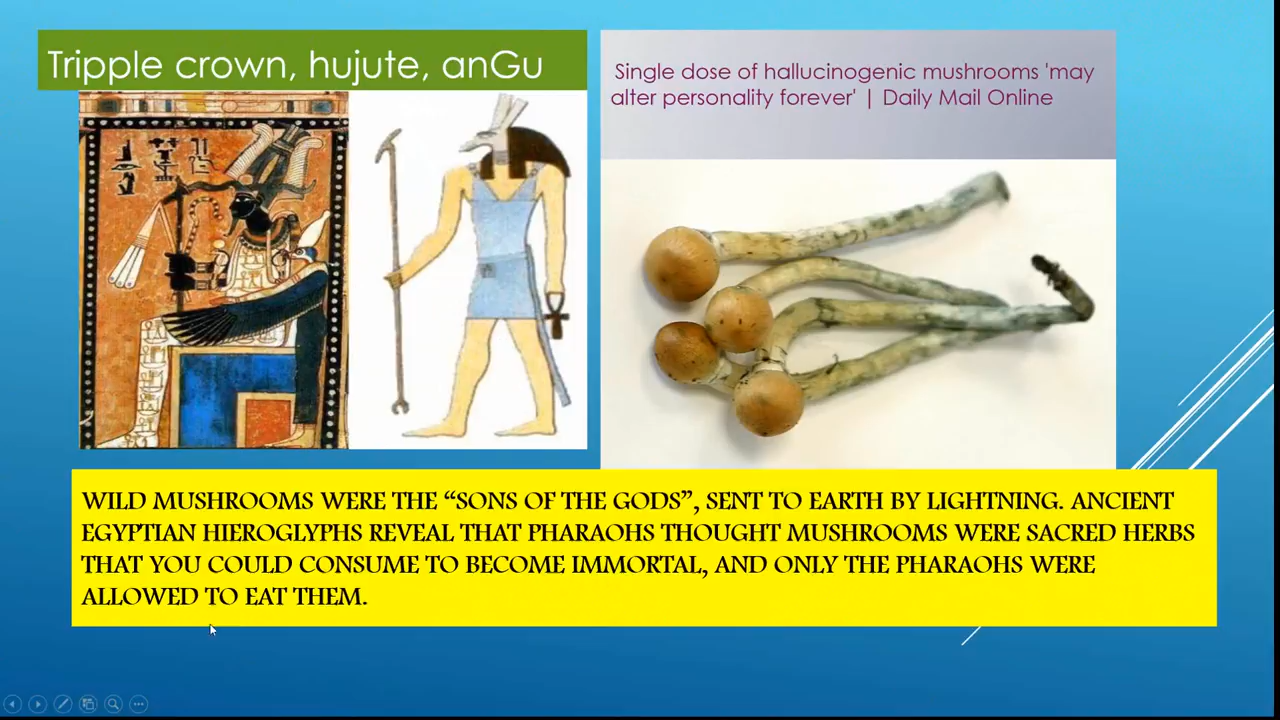 Tripple crown, hujute, anGu
Single dose of hallucinogenic mushrooms 'may
alter personality forever' | Daily Mail Online
WILD MUSHROOMS WERE THE “SONS OF THE GODS”, SENT TO EARTH BY LIGHTNING. ANCIENT
EGYPTIAN HIEROGLYPHS REVEAL THAT PHARAOHS THOUGHT MUSHROOMS WERE SACRED HERBS
THAT YOU COULD CONSUME TO BECOME IMMORTAL, AND ONLY THE PHARAOHS WERE
ALLOWED TO EAT THEM.